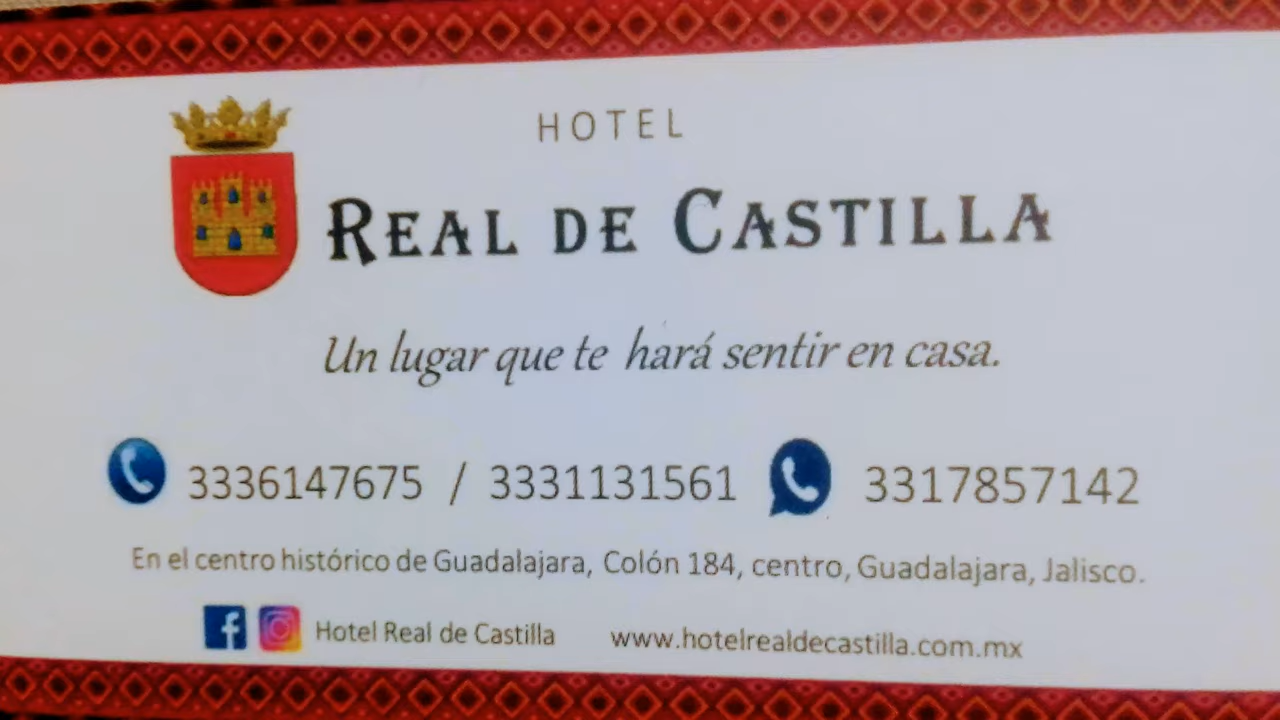 HOTEL
REAL DE CASTILLA
Un lugar que te hará sentir en casa.
3336147675 / 3331131561 3317857142
En el centro histórico de Guadalajara, Colón 184, centro, Guadalajara, Jalisco.
Hotel Real de Castilla www.hotelrealdecastilla.com.mx